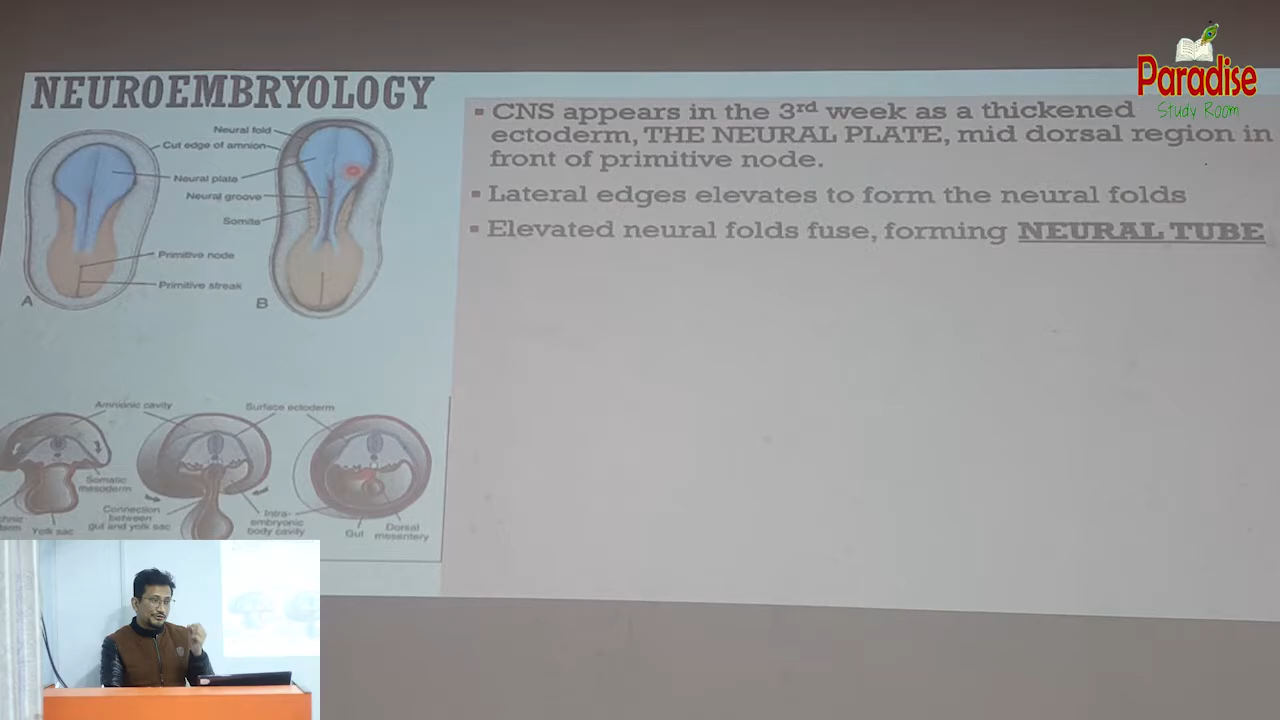 Paradise
Study Room
NEUROEMBRYOLOGY
Neural fold
Cut edge of amnion
Neural plate
Neural groove
Somite
Primitive node
Primitive streak
A
B
▪ CNS appears in the 3rd week as a thickened
ectoderm, THE NEURAL PLATE, mid dorsal region in
front of primitive node.
▪ Lateral edges elevates to form the neural folds
▪ Elevated neural folds fuse, forming NEURAL TUBE
Amnionic cavity
Surface ectoderm
Somatic
mesoderm
Connection
between
gut and yolk sac
Yolk sac
Intra-
embryonic
body cavity
Gut
Dorsal
mesentery